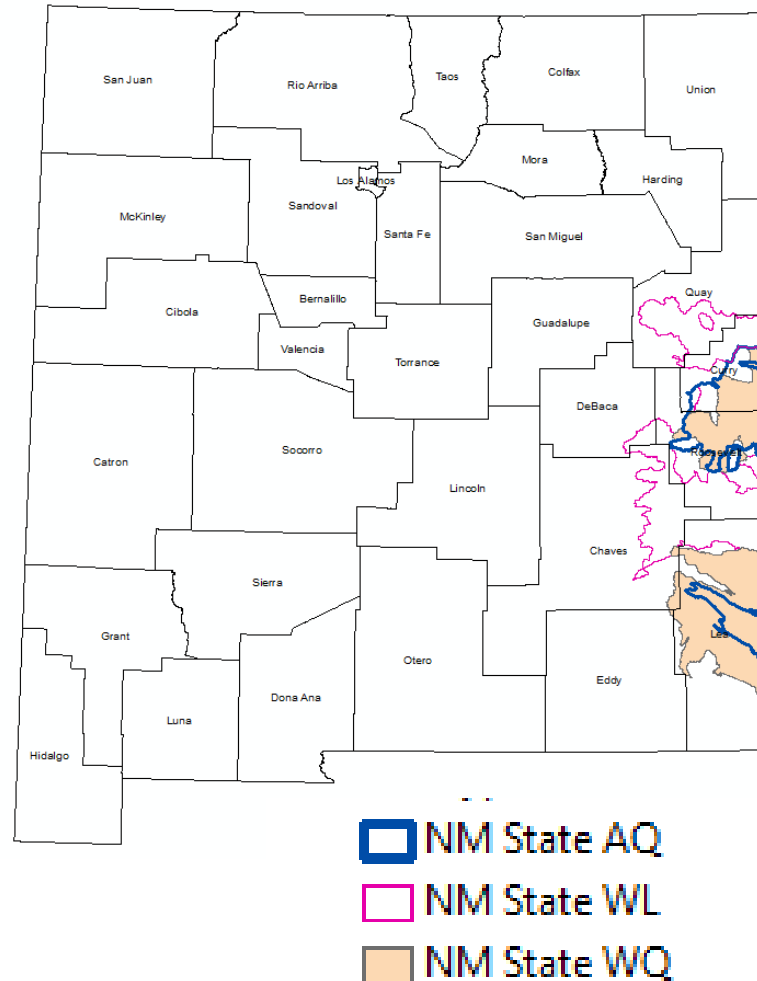 San Juan
Rio Arriba
Taos
Colfax
Union
Mora
Harding
Los Alamos
McKinley
Sandoval
Santa Fe
San Miguel
Quay
Bernalillo
Cibola
Guadalupe
Valencia
Torrance
Curry
DeBaca
Catron
Socorro
Lincoln
Roosevelt
Chaves
Sierra
Grant
Lea
Otero
Eddy
Dona Ana
Luna
Hidalgo
NM State AQ
NM State WL
NM State WQ